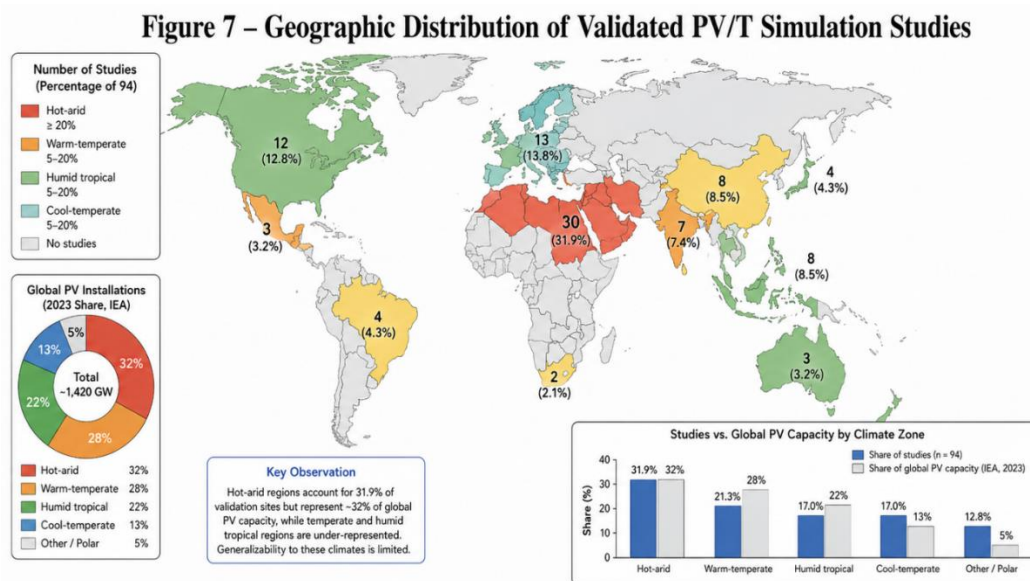 Figure 7 – Geographic Distribution of Validated PV/T Simulation Studies
Number of Studies
(Percentage of 94)
Hot-arid
≥ 20%
Warm-temperate
5–20%
Humid tropical
5–20%
Cool-temperate
5–20%
No studies
12
(12.8%)
13
(13.8%)
8
(8.5%)
4
(4.3%)
3
(3.2%)
30
(31.9%)
7
(7.4%)
8
(8.5%)
4
(4.3%)
2
(2.1%)
3
(3.2%)
Global PV Installations
(2023 Share, IEA)
5%
13%
32%
Total
~1,420 GW
22%
28%
Hot-arid 32%
Warm-temperate 28%
Humid tropical 22%
Cool-temperate 13%
Other / Polar 5%
Key Observation
Hot-arid regions account for 31.9% of
validation sites but represent ~32% of global
PV capacity, while temperate and humid
tropical regions are under-represented.
Generalizability to these climates is limited.
Studies vs. Global PV Capacity by Climate Zone
Share of studies (n = 94)
Share of global PV capacity (IEA, 2023)
Share (%)
40
30
20
10
0
31.9% 32%
21.3% 28%
17.0% 22%
17.0% 13%
12.8% 5%
Hot-arid
Warm-temperate
Humid tropical
Cool-temperate
Other / Polar